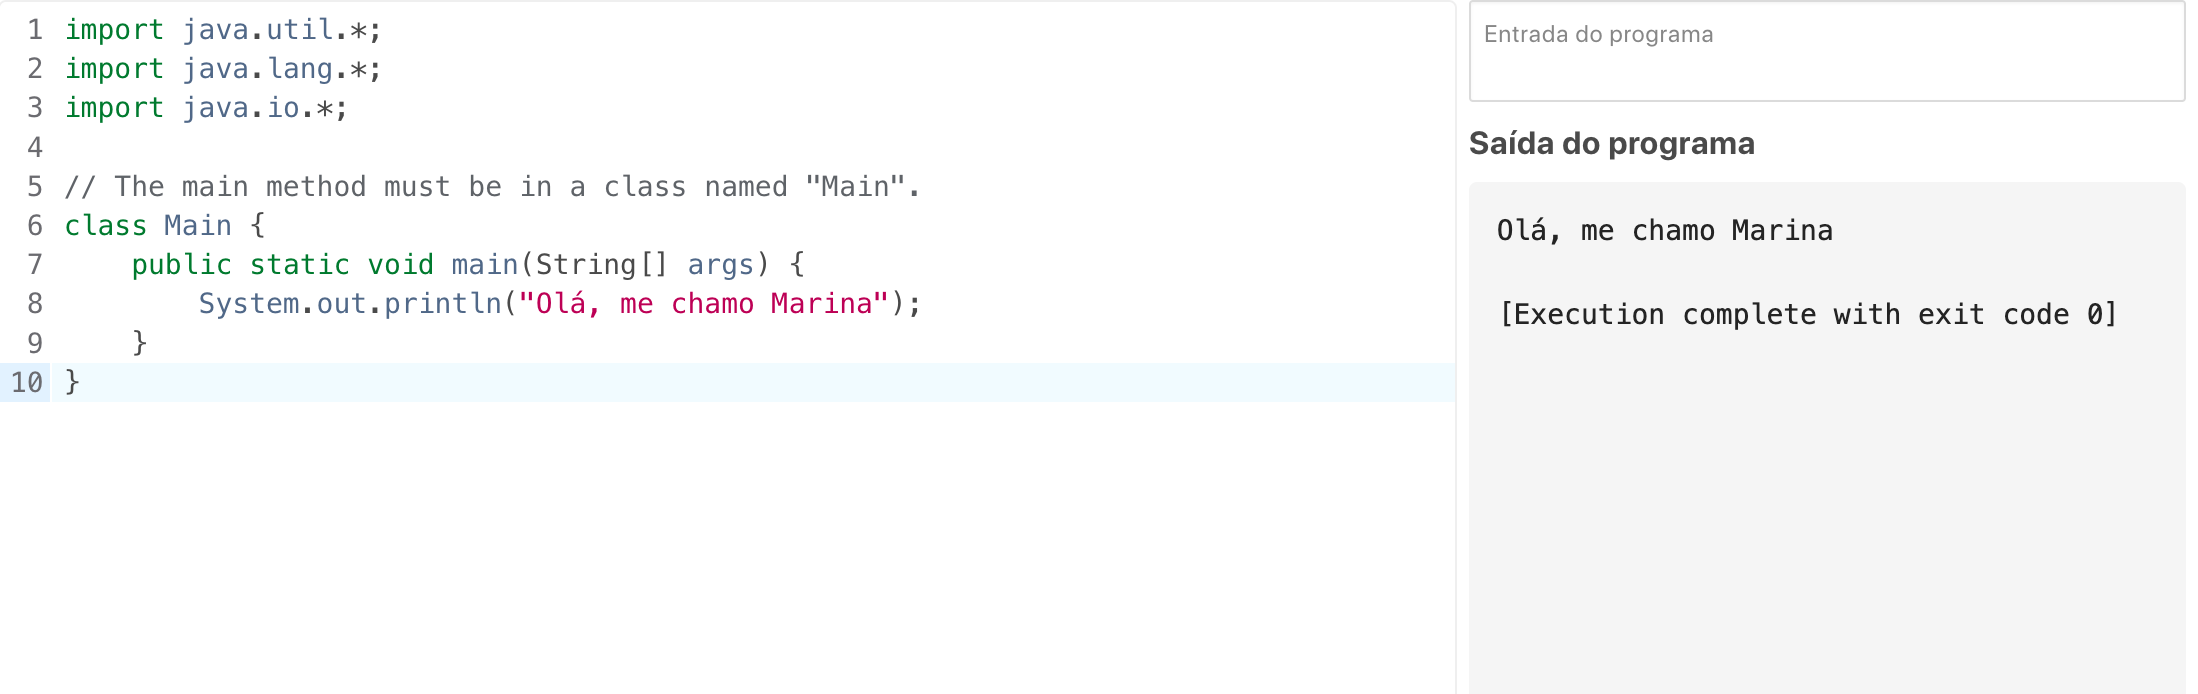 1 import java.util.*;
2 import java.lang.*;
3 import java.io.*;
4
5 // The main method must be in a class named "Main".
6 class Main {
7     public static void main(String[] args) {
8         System.out.println("Olá, me chamo Marina");
9     }
10 }
Entrada do programa
Saída do programa
Olá, me chamo Marina
[Execution complete with exit code 0]